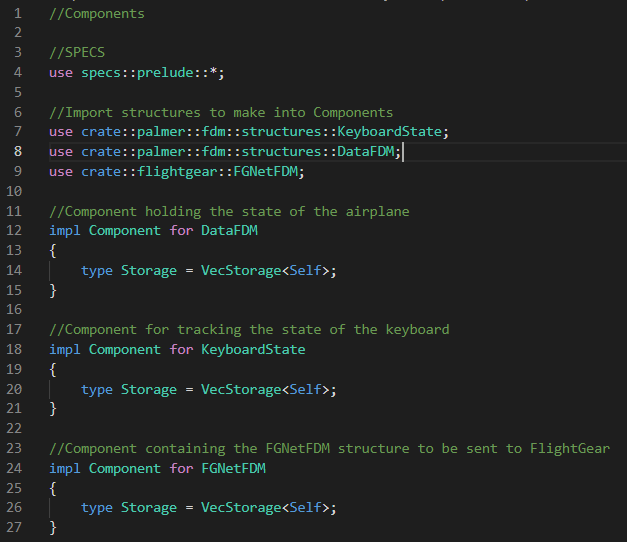 1 //Components
2
3 //SPECS
4 use specs::prelude::*;
5
6 //Import structures to make into Components
7 use crate::palmer::fdm::structures::KeyboardState;
8 use crate::palmer::fdm::structures::DataFDM;
9 use crate::flightgear::FGNetFDM;
10
11 //Component holding the state of the airplane
12 impl Component for DataFDM
13 {
14     type Storage = VecStorage<Self>;
15 }
16
17 //Component for tracking the state of the keyboard
18 impl Component for KeyboardState
19 {
20     type Storage = VecStorage<Self>;
21 }
22
23 //Component containing the FGNetFDM structure to be sent to FlightGear
24 impl Component for FGNetFDM
25 {
26     type Storage = VecStorage<Self>;
27 }